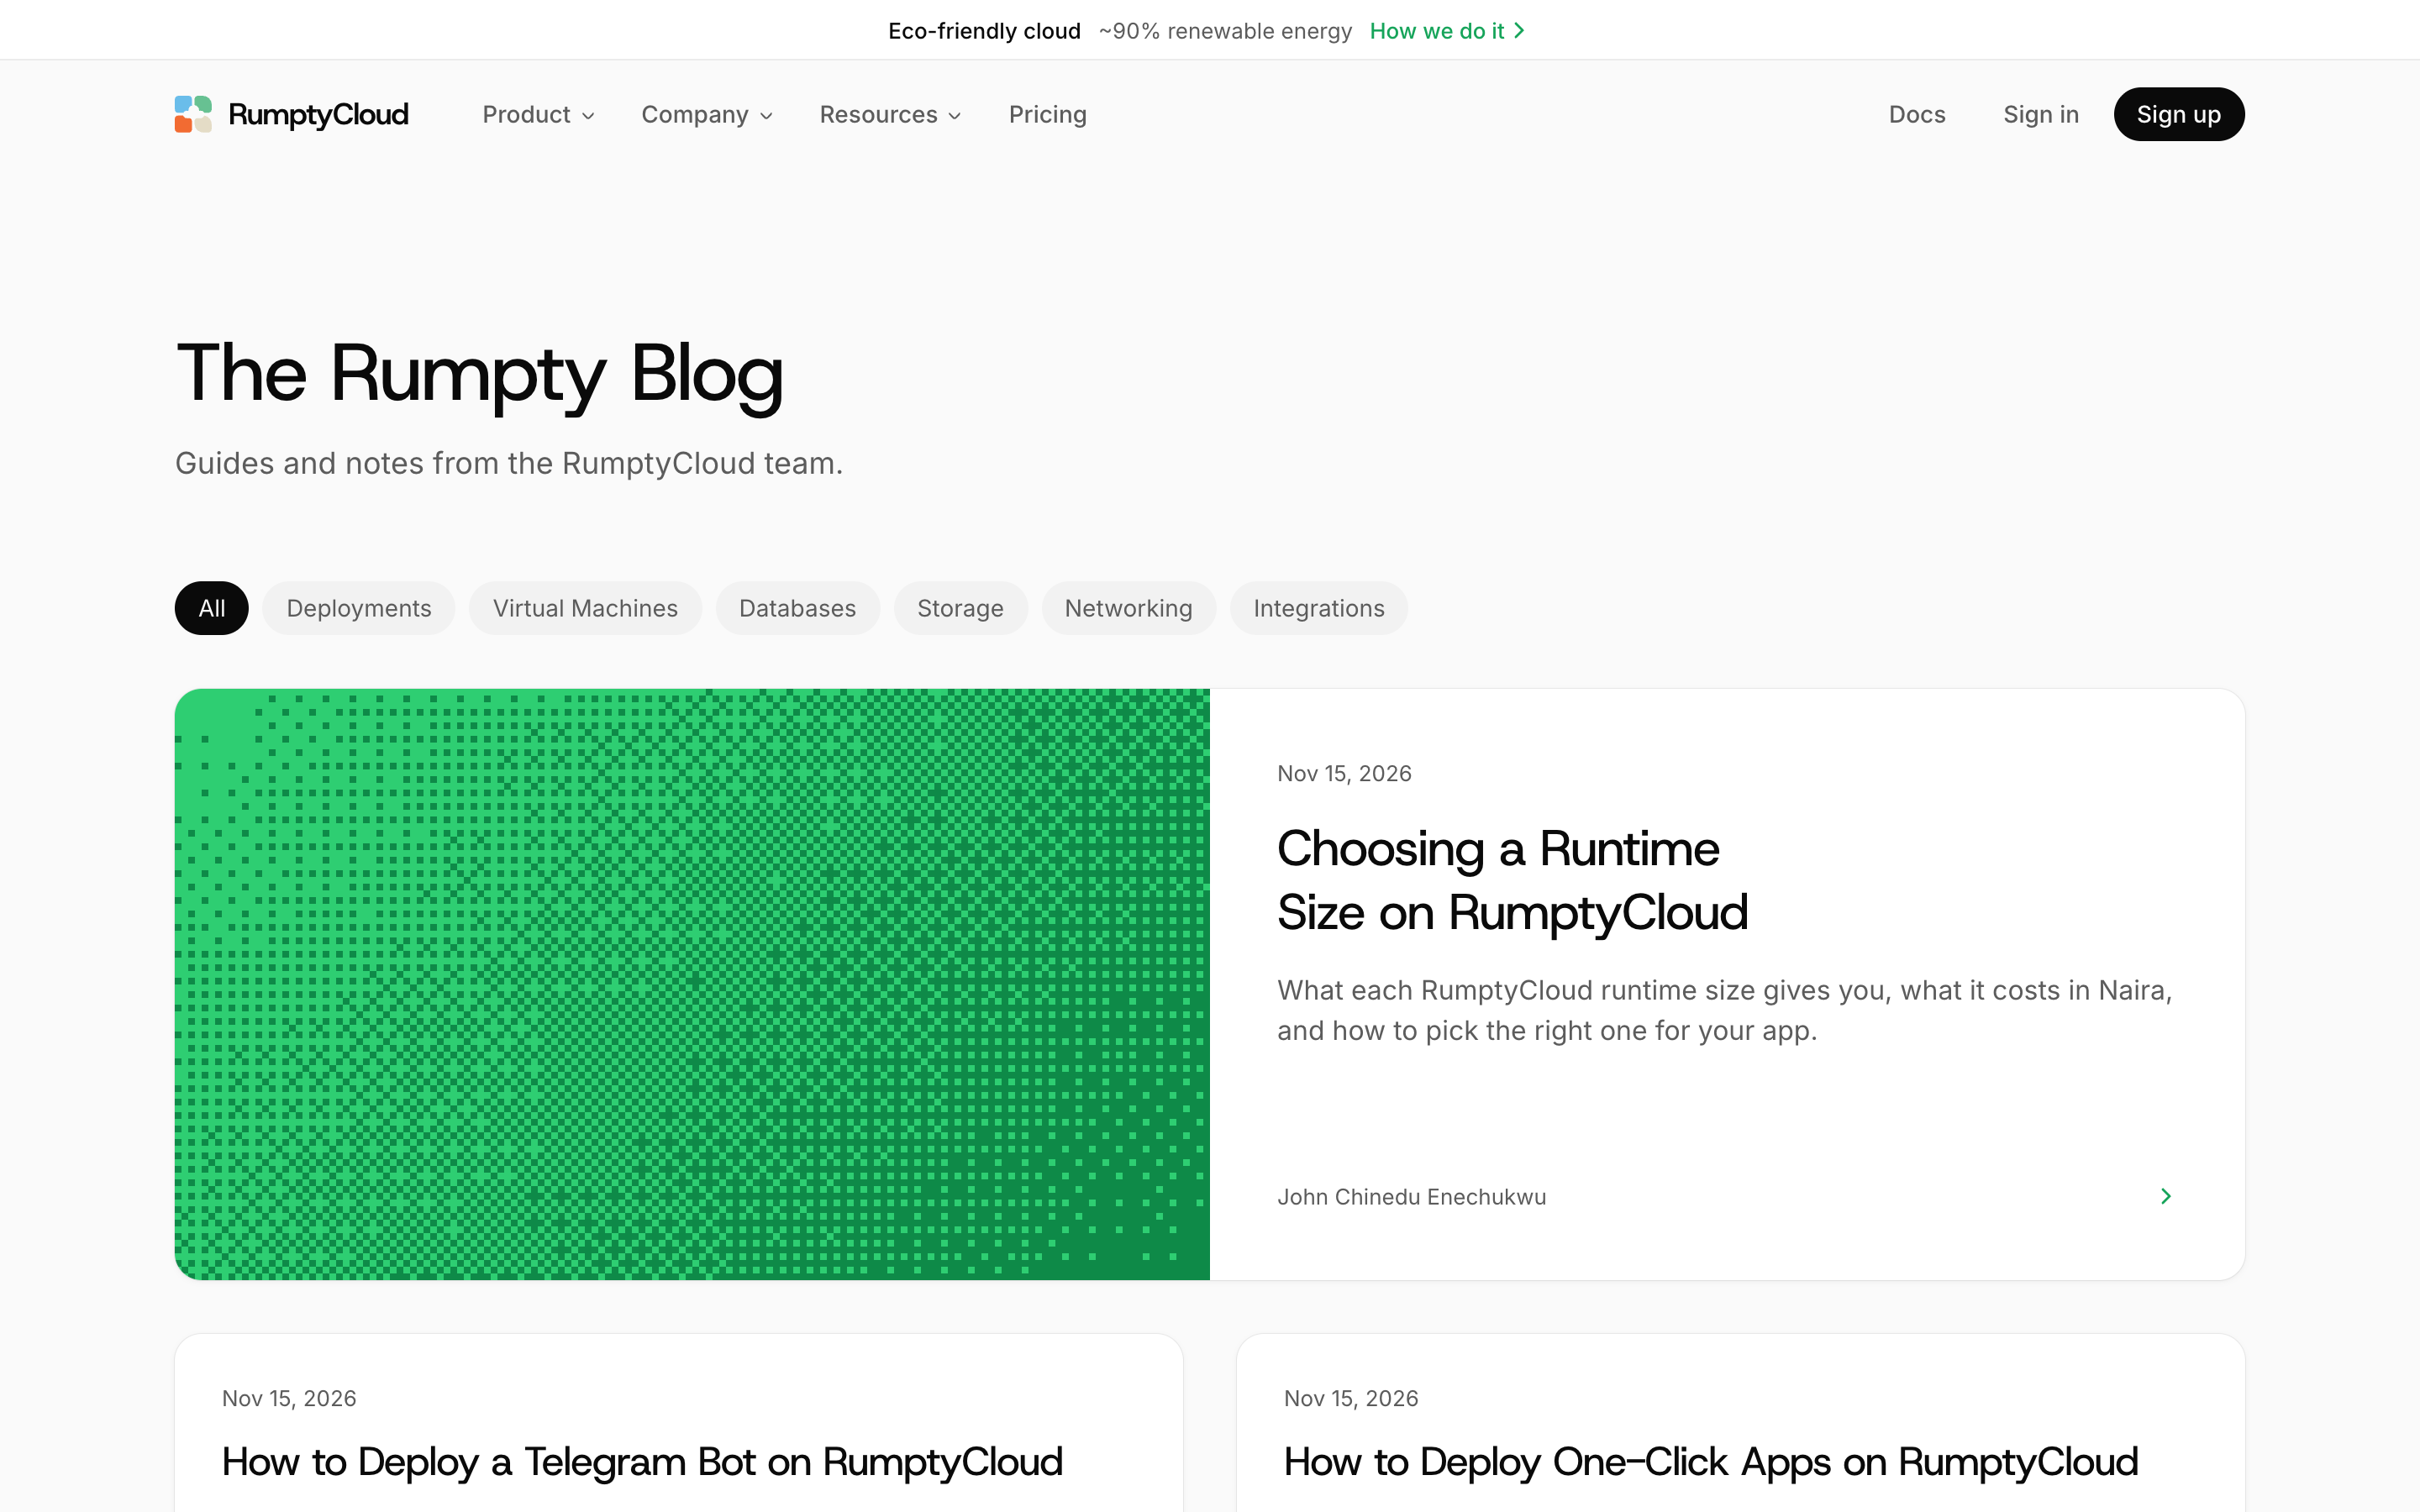 Eco-friendly cloud ~90% renewable energy How we do it
RumptyCloud Product Company Resources Pricing Docs Sign in Sign up
The Rumpty Blog
Guides and notes from the RumptyCloud team.
All Deployments Virtual Machines Databases Storage Networking Integrations
Nov 15, 2026
Choosing a Runtime
Size on RumptyCloud
What each RumptyCloud runtime size gives you, what it costs in Naira,
and how to pick the right one for your app.
John Chinedu Enechukwu
Nov 15, 2026
How to Deploy a Telegram Bot on RumptyCloud
Nov 15, 2026
How to Deploy One-Click Apps on RumptyCloud